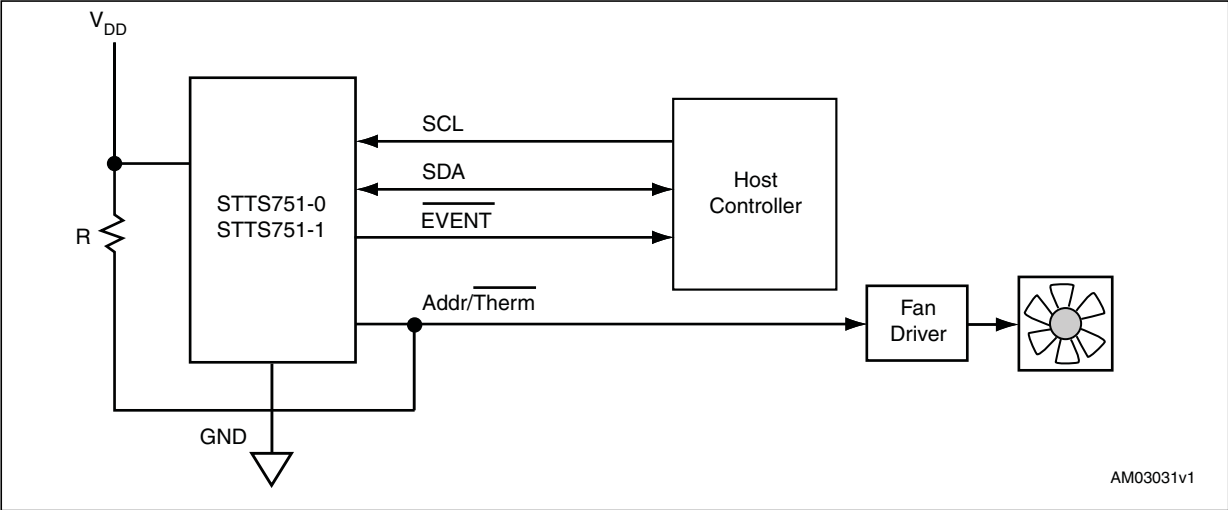 VDD
SCL
SDA
EVENT
STTS751-0
STTS751-1
Host
Controller
R
Addr/Therm
Fan
Driver
GND
AM03031v1